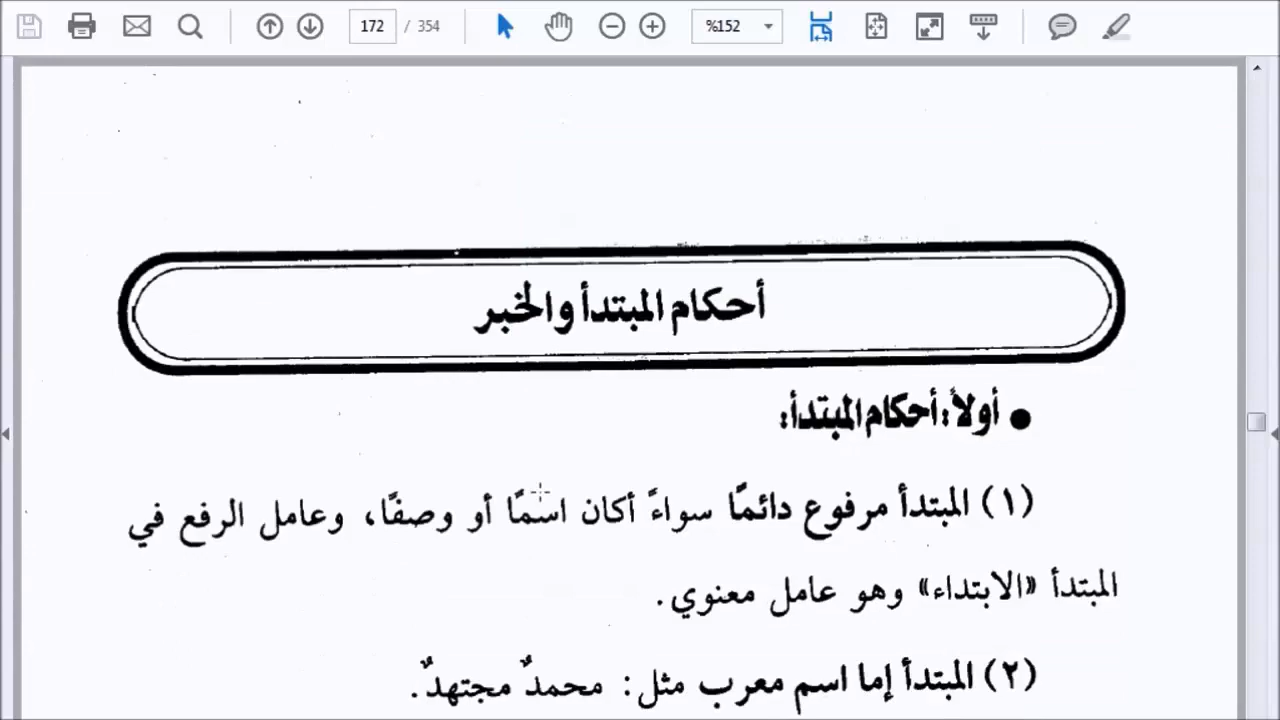 172 / 354
%152
أحكام المبتدأ والخبر
● أولاً: أحكام المبتدأ:
(١) المبتدأ مرفوع دائمًا سواءً أكان اسمًا أو وصفًا، وعامل الرفع في
المبتدأ «الابتداء» وهو عامل معنوي.
(٢) المبتدأ إما اسم معرب مثل: محمدٌ مجتهدٌ.